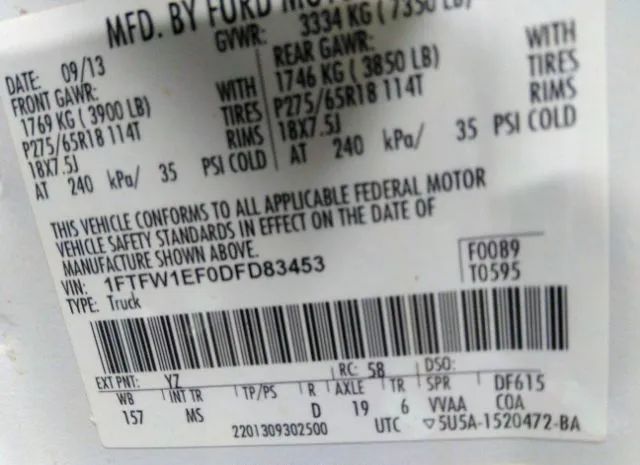 MFD. BY FORD MOTOR
DATE: 09/13
GVWR: 3334 KG ( 7350 LB)
FRONT GAWR:
1769 KG ( 3900 LB) WITH
P275/65R18 114T TIRES
18X7.5J RIMS
AT 240 kPa/ 35 PSI COLD
REAR GAWR:
1746 KG ( 3850 LB) WITH
P275/65R18 114T TIRES
18X7.5J RIMS
AT 240 kPa/ 35 PSI COLD
THIS VEHICLE CONFORMS TO ALL APPLICABLE FEDERAL MOTOR
VEHICLE SAFETY STANDARDS IN EFFECT ON THE DATE OF
MANUFACTURE SHOWN ABOVE.
VIN: 1FTFW1EF0DFD83453
TYPE: Truck
F0089
T0595
EXT PNT: YZ RC: 58 DSO:
WB INT TR TP/PS R AXLE TR SPR DF615
157 MS D 19 6 VVAA COA
2201309302500 UTC ▽5U5A-1520472-BA